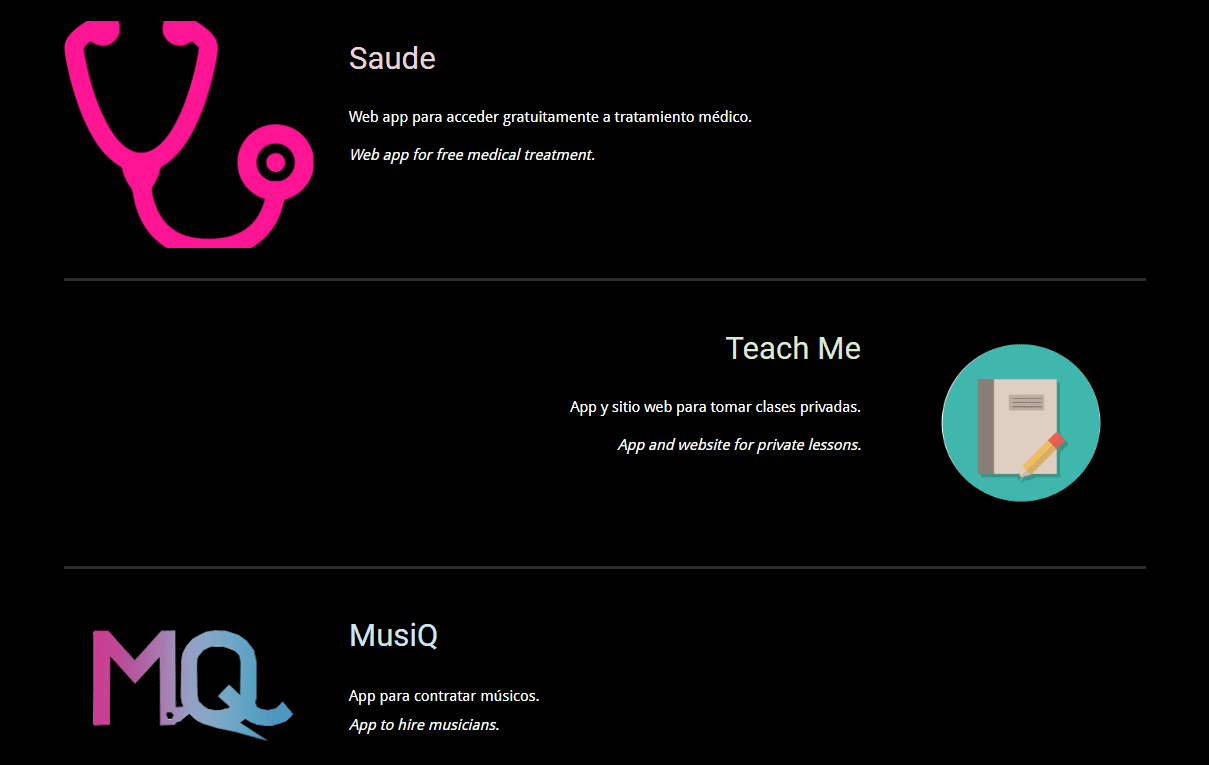 Saude
Web app para acceder gratuitamente a tratamiento médico.
Web app for free medical treatment.
Teach Me
App y sitio web para tomar clases privadas.
App and website for private lessons.
MQ
MusiQ
App para contratar músicos.
App to hire musicians.